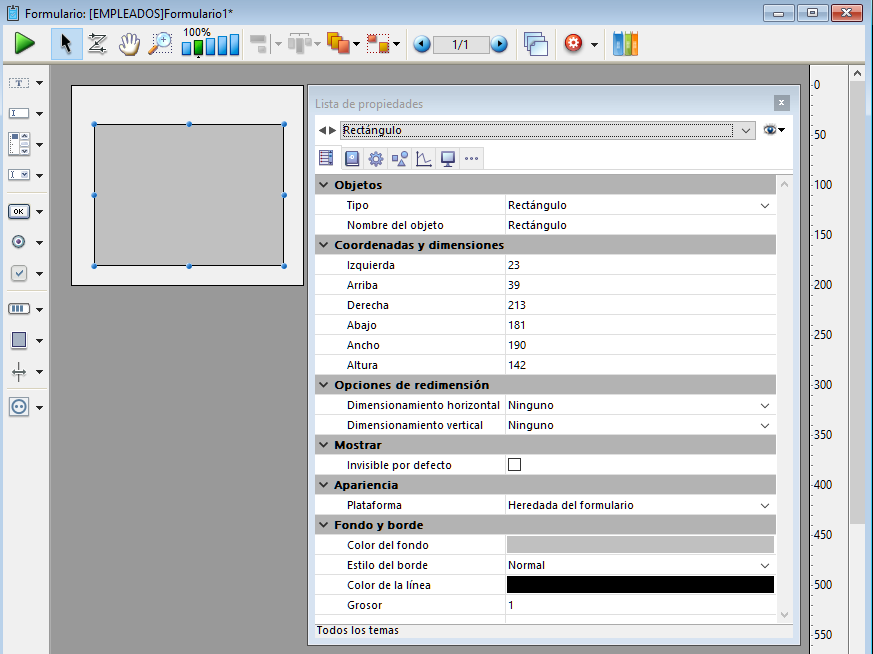 Formulario: [EMPLEADOS]Formulario1*
100%
1/1
T
OK
Lista de propiedades
Rectángulo
Objetos
Tipo Rectángulo
Nombre del objeto Rectángulo
Coordenadas y dimensiones
Izquierda 23
Arriba 39
Derecha 213
Abajo 181
Ancho 190
Altura 142
Opciones de redimensión
Dimensionamiento horizontal Ninguno
Dimensionamiento vertical Ninguno
Mostrar
Invisible por defecto
Apariencia
Plataforma Heredada del formulario
Fondo y borde
Color del fondo
Estilo del borde Normal
Color de la línea
Grosor 1
Todos los temas
0
50
100
150
200
250
300
350
400
450
500
550